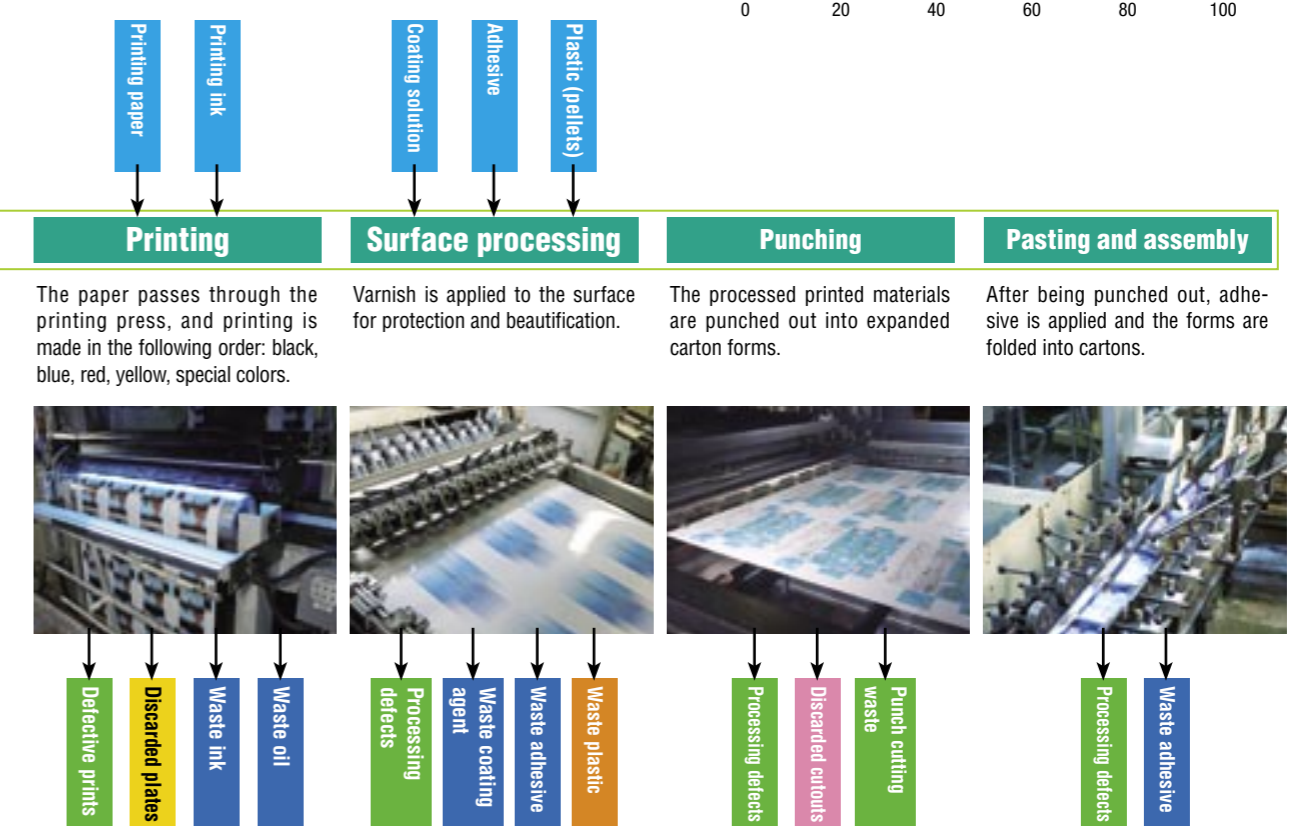 0 20 40 60 80 100
Printing paper
Printing ink
Coating solution
Adhesive
Plastic (pellets)
Printing
Surface processing
Punching
Pasting and assembly
The paper passes through the
printing press, and printing is
made in the following order: black,
blue, red, yellow, special colors.
Varnish is applied to the surface
for protection and beautification.
The processed printed materials
are punched out into expanded
carton forms.
After being punched out, adhe-
sive is applied and the forms are
folded into cartons.
Defective prints
Discarded plates
Waste ink
Waste oil
Processing
defects
Waste coating
agent
Waste adhesive
Waste plastic
Processing defects
Discarded cutouts
Punch cutting
waste
Processing defects
Waste adhesive